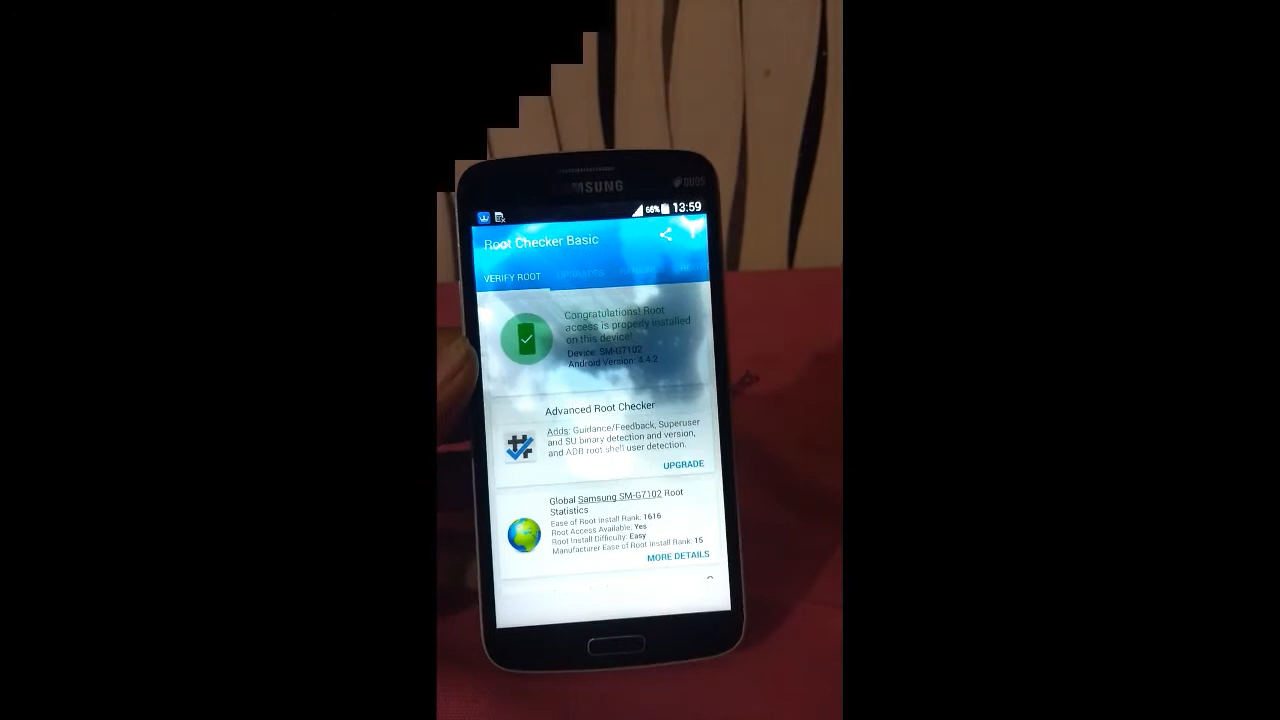 SAMSUNG
DUOS
66% 13:59
Root Checker Basic
VERIFY ROOT UPGRADES
Congratulations! Root
access is properly installed
on this device!
Device: SM-G7102
Android Version: 4.4.2
Advanced Root Checker
Adds: Guidance/Feedback, Superuser
and SU binary detection and version,
and ADB root shell user detection.
UPGRADE
Global Samsung SM-G7102 Root
Statistics
Ease of Root Install Rank: 1616
Root Access Available: Yes
Root Install Difficulty: Easy
Manufacturer Ease of Root Install Rank: 15
MORE DETAILS